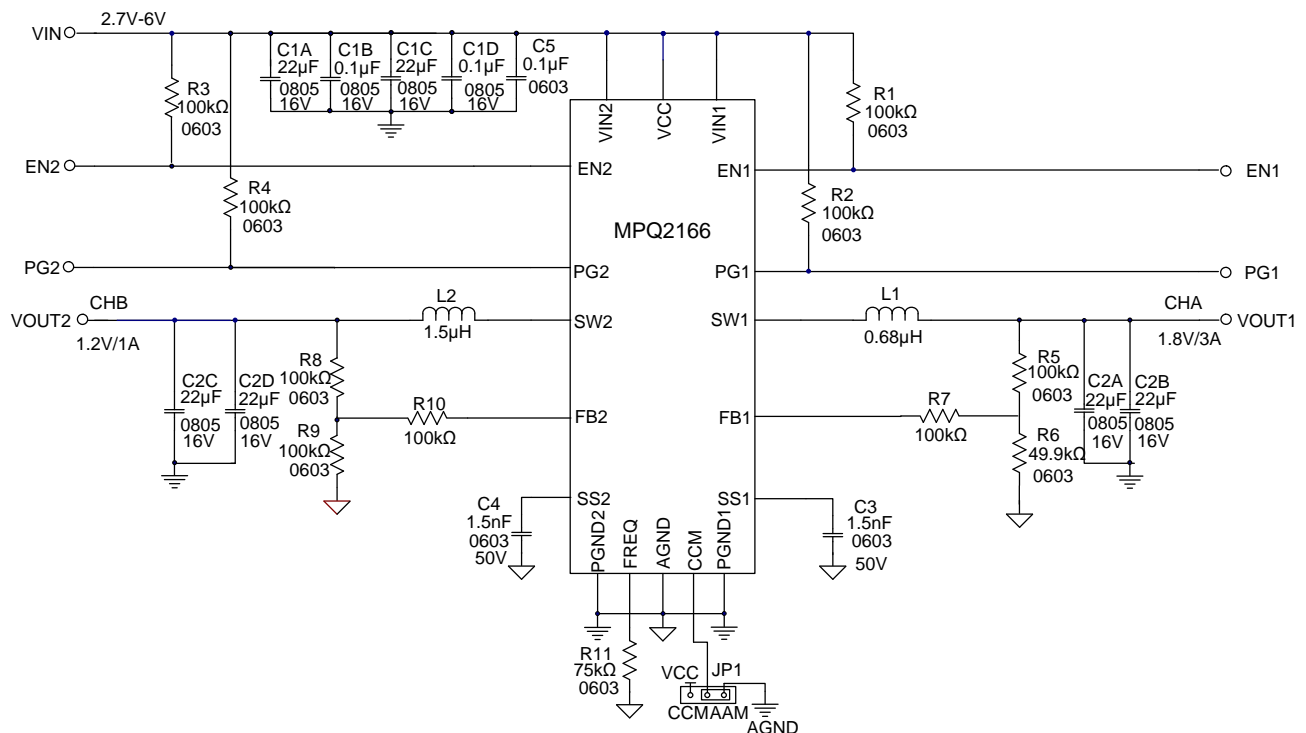 VIN
2.7V-6V
C1A
22µF
0805
16V
C1B
0.1µF
0805
16V
C1C
22µF
0805
16V
C1D
0.1µF
0805
16V
C5
0.1µF
0603
R3
100kΩ
0603
R1
100kΩ
0603
VIN2
VCC
VIN1
EN2
EN2
EN1
EN1
R4
100kΩ
0603
R2
100kΩ
0603
MPQ2166
PG2
PG2
PG1
PG1
CHB
VOUT2
1.2V/1A
L2
1.5µH
SW2
SW1
L1
0.68µH
CHA
VOUT1
1.8V/3A
C2C
22µF
0805
16V
C2D
22µF
0805
16V
R8
100kΩ
0603
R9
100kΩ
0603
R10
100kΩ
FB2
FB1
R7
100kΩ
R5
100kΩ
0603
R6
49.9kΩ
0603
C2A
22µF
0805
16V
C2B
22µF
0805
16V
C4
1.5nF
0603
50V
SS2
SS1
C3
1.5nF
0603
50V
PGND2
FREQ
AGND
CCM
PGND1
R11
75kΩ
0603
VCC
JP1
CCMAAM
AGND